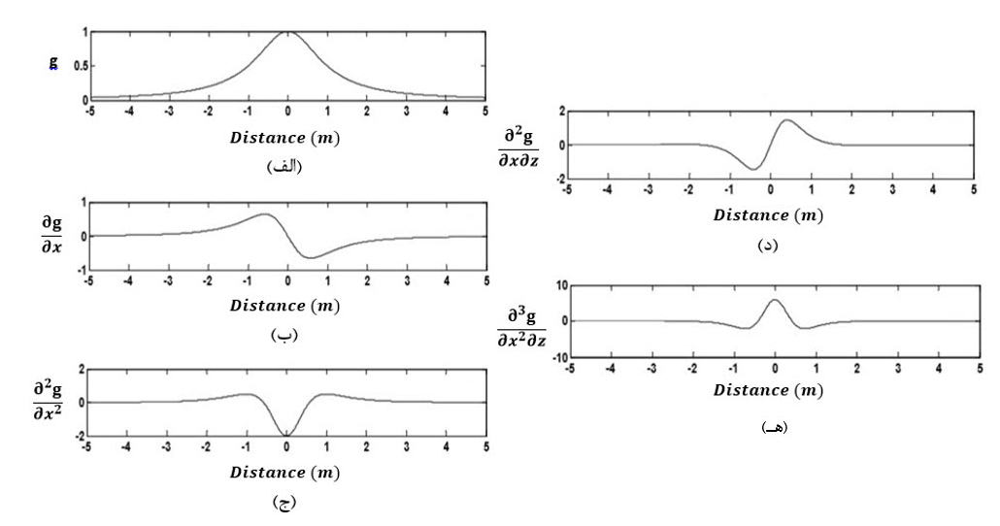 g
1
0.5
0
-5 -4 -3 -2 -1 0 1 2 3 4 5
Distance (m)
(الف)
∂g/∂x
1
0
-1
-5 -4 -3 -2 -1 0 1 2 3 4 5
Distance (m)
(ب)
∂²g/∂x²
2
0
-2
-5 -4 -3 -2 -1 0 1 2 3 4 5
Distance (m)
(ج)
∂²g/∂x∂z
2
0
-2
-5 -4 -3 -2 -1 0 1 2 3 4 5
Distance (m)
(د)
∂³g/∂x²∂z
10
0
-10
-5 -4 -3 -2 -1 0 1 2 3 4 5
Distance (m)
(هـ)